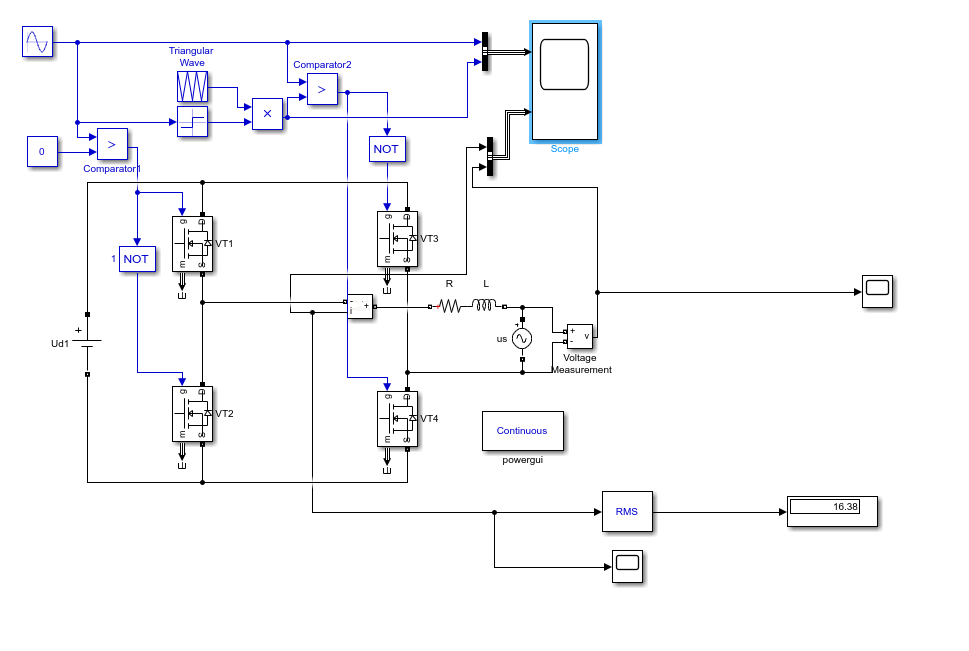 Triangular
Wave
Comparator2
>
×
NOT
Scope
0
>
Comparator1
g
D
m
S
VT1
E
g
D
m
S
VT3
E
1
NOT
R
L
-
+
i
+
Ud1
+
us
+
-
v
Voltage
Measurement
g
D
m
S
VT2
E
g
D
m
S
VT4
E
Continuous
powergui
RMS
16.38